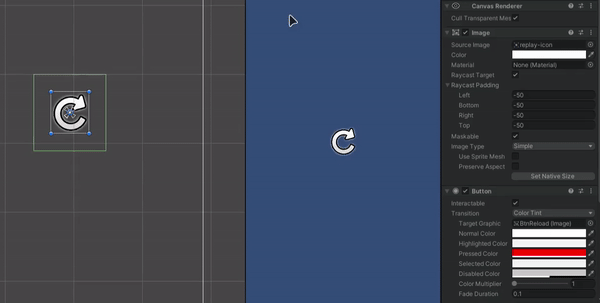 Canvas Renderer
Cull Transparent Mes
Image
Source Image replay-icon
Color
Material None (Material)
Raycast Target
Raycast Padding
Left -50
Bottom -50
Right -50
Top -50
Maskable
Image Type Simple
Use Sprite Mesh
Preserve Aspect
Set Native Size
Button
Interactable
Transition Color Tint
Target Graphic BtnReload (Image)
Normal Color
Highlighted Color
Pressed Color
Selected Color
Disabled Color
Color Multiplier 1
Fade Duration 0.1